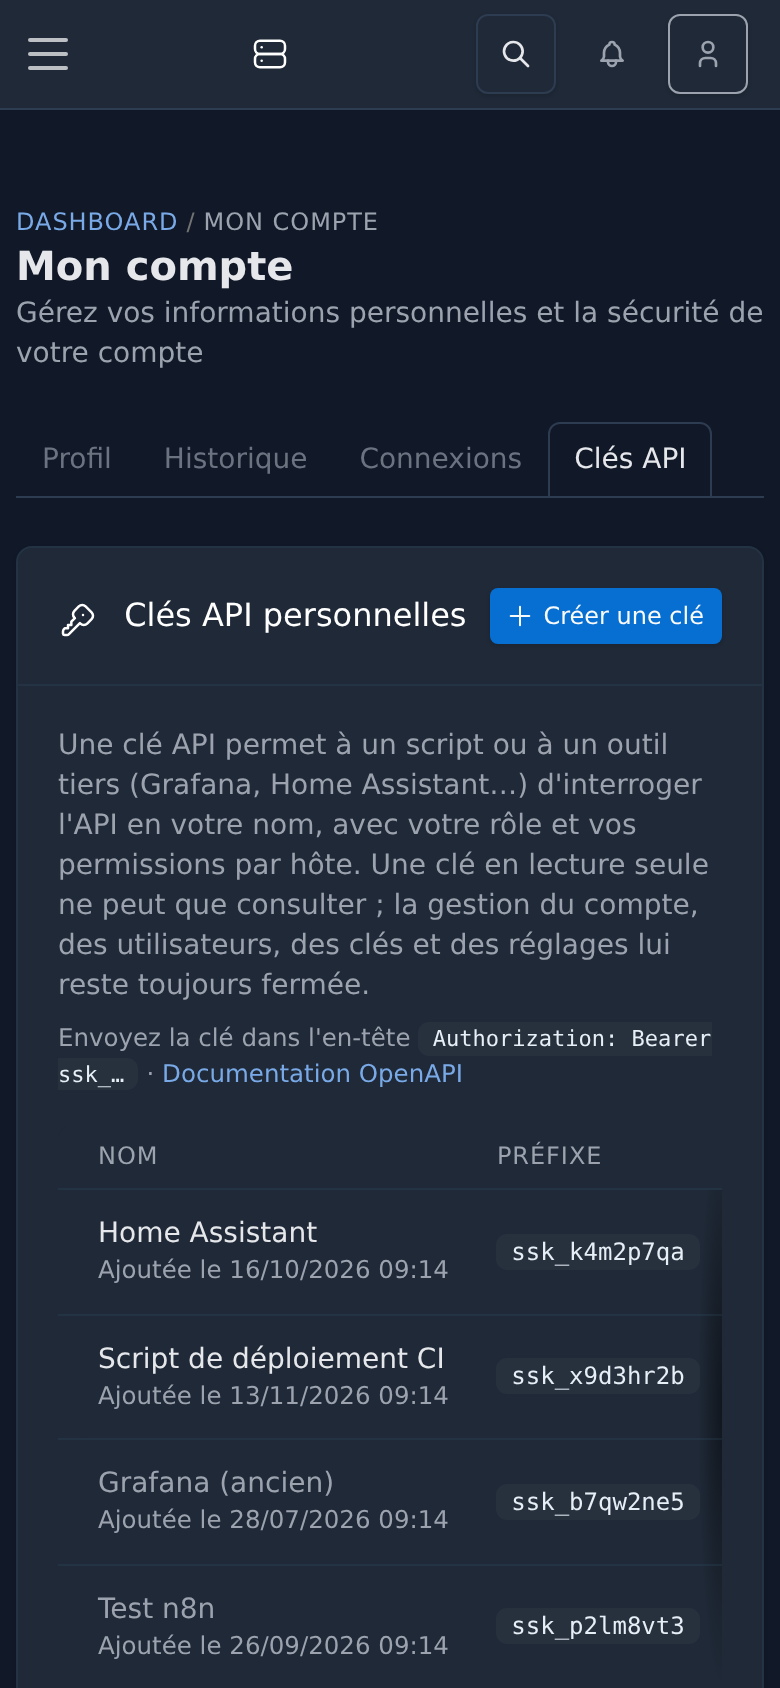 DASHBOARD / MON COMPTE
Mon compte
Gérez vos informations personnelles et la sécurité de
votre compte
Profil Historique Connexions Clés API
Clés API personnelles + Créer une clé
Une clé API permet à un script ou à un outil
tiers (Grafana, Home Assistant…) d'interroger
l'API en votre nom, avec votre rôle et vos
permissions par hôte. Une clé en lecture seule
ne peut que consulter ; la gestion du compte,
des utilisateurs, des clés et des réglages lui
reste toujours fermée.
Envoyez la clé dans l'en-tête Authorization: Bearer
ssk_… · Documentation OpenAPI
NOM PRÉFIXE
Home Assistant
Ajoutée le 16/10/2026 09:14 ssk_k4m2p7qa
Script de déploiement CI
Ajoutée le 13/11/2026 09:14 ssk_x9d3hr2b
Grafana (ancien)
Ajoutée le 28/07/2026 09:14 ssk_b7qw2ne5
Test n8n
Ajoutée le 26/09/2026 09:14 ssk_p2lm8vt3